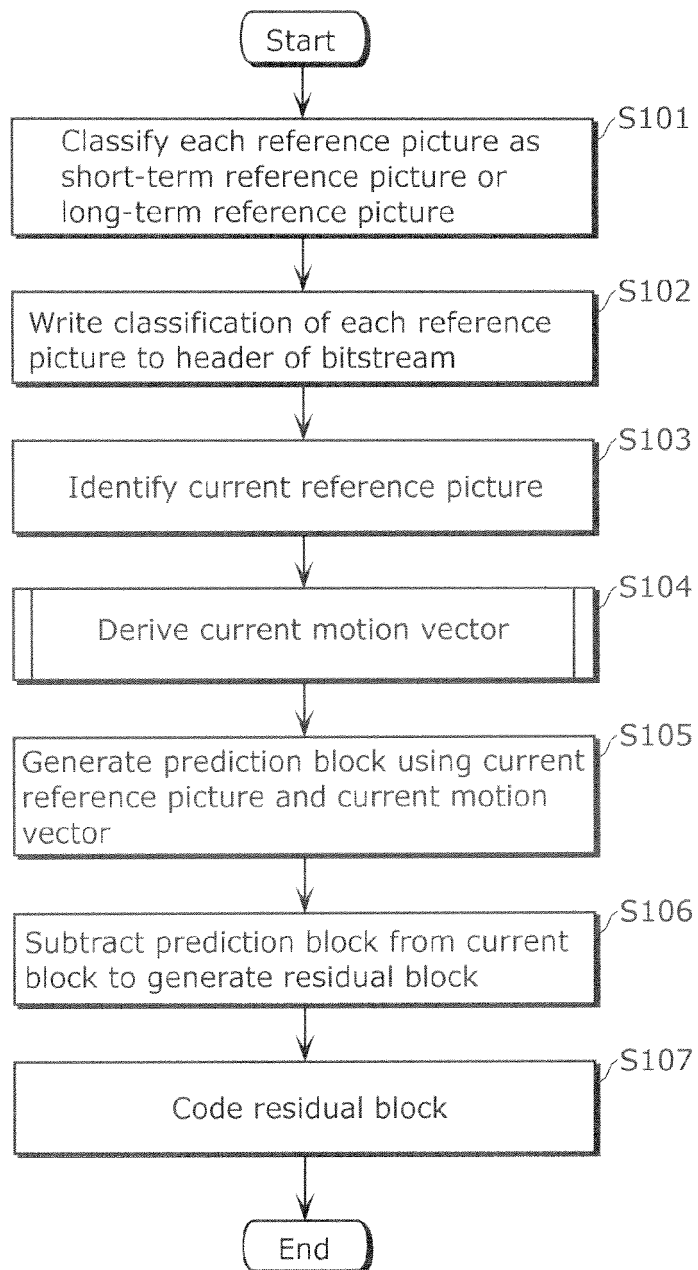 Start
S101
Classify each reference picture as
short-term reference picture or
long-term reference picture
S102
Write classification of each reference
picture to header of bitstream
S103
Identify current reference picture
S104
Derive current motion vector
S105
Generate prediction block using current
reference picture and current motion
vector
S106
Subtract prediction block from current
block to generate residual block
S107
Code residual block
End